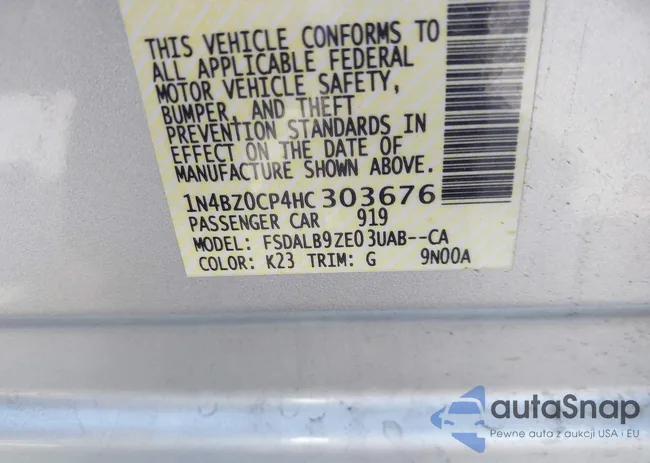 THIS VEHICLE CONFORMS TO
ALL APPLICABLE FEDERAL
MOTOR VEHICLE SAFETY,
BUMPER, AND THEFT
PREVENTION STANDARDS IN
EFFECT ON THE DATE OF
MANUFACTURE SHOWN ABOVE.
1N4BZ0CP4HC303676
PASSENGER CAR 919
MODEL: FSDALB9ZE03UAB--CA
COLOR: K23 TRIM: G 9N00A
autaSnap
Pewne auta z aukcji USA i EU